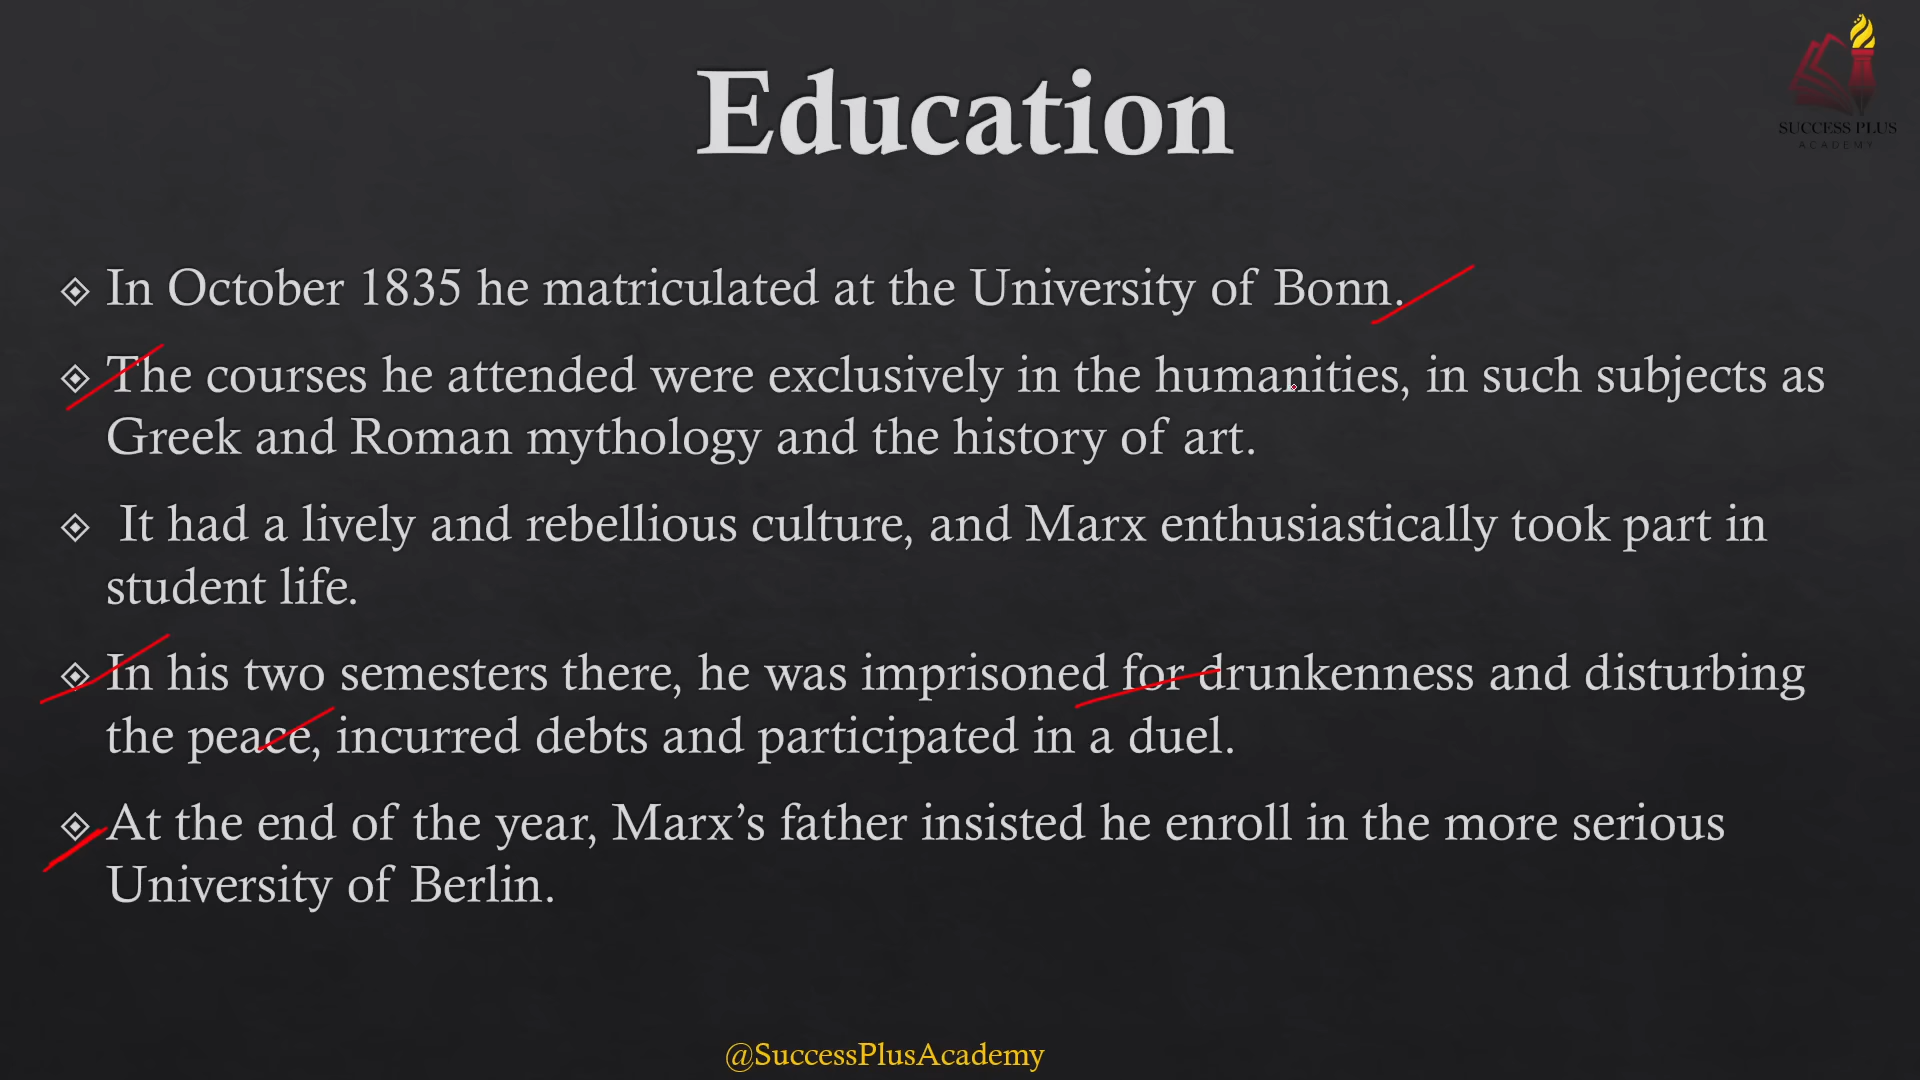 SUCCESS PLUS
ACADEMY
Education
In October 1835 he matriculated at the University of Bonn.
The courses he attended were exclusively in the humanities, in such subjects as
Greek and Roman mythology and the history of art.
It had a lively and rebellious culture, and Marx enthusiastically took part in
student life.
In his two semesters there, he was imprisoned for drunkenness and disturbing
the peace, incurred debts and participated in a duel.
At the end of the year, Marx’s father insisted he enroll in the more serious
University of Berlin.
@SuccessPlusAcademy